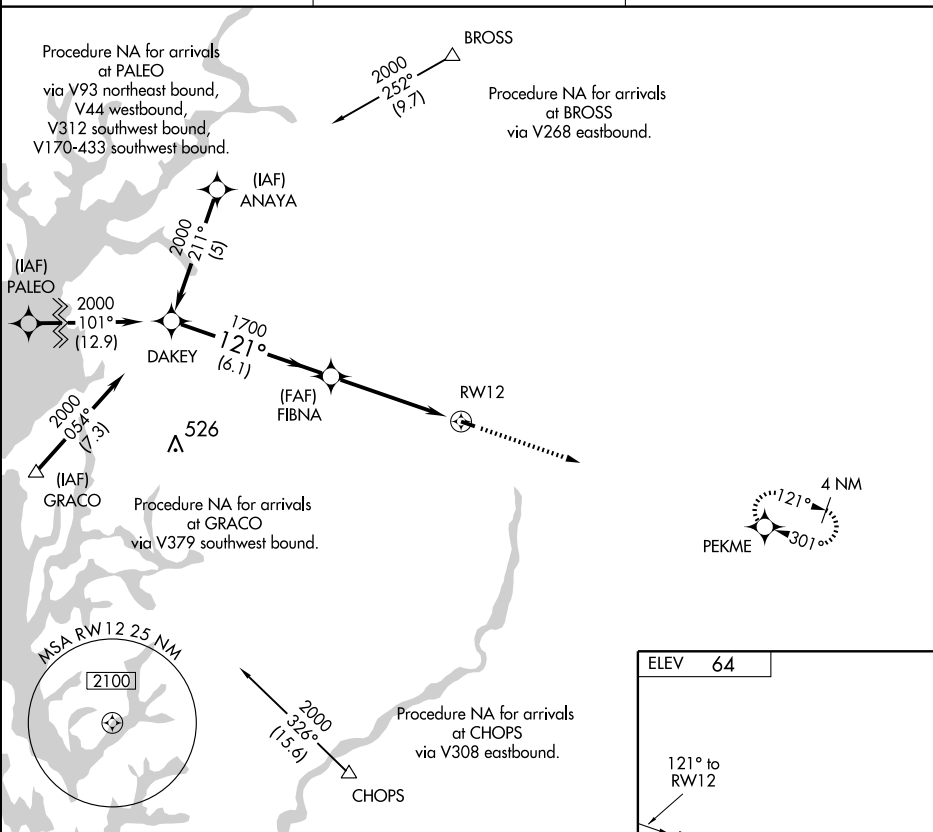 Procedure NA for arrivals
at PALEO
via V93 northeast bound,
V44 westbound,
V312 southwest bound,
V170-433 southwest bound.
BROSS
2000
252°
(9.7)
Procedure NA for arrivals
at BROSS
via V268 eastbound.
(IAF)
ANAYA
2000
211°
(5)
(IAF)
PALEO
2000
101°
(12.9)
DAKEY
1700
121°
(6.1)
(FAF)
FIBNA
RW12
2000
054°
(7.3)
(IAF)
GRACO
526
Procedure NA for arrivals
at GRACO
via V379 southwest bound.
4 NM
121°
301°
PEKME
MSA RW12 25 NM
2100
2000
326°
(15.6)
CHOPS
Procedure NA for arrivals
at CHOPS
via V308 eastbound.
ELEV 64
121° to
RW12